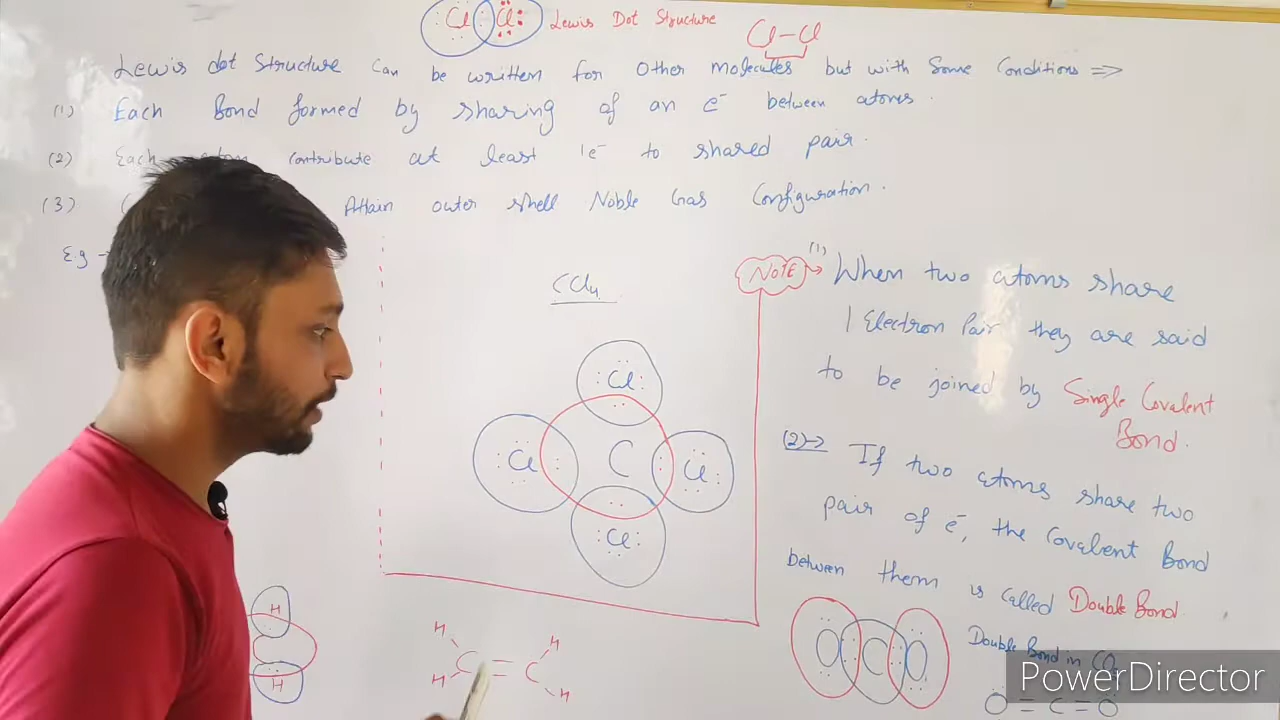 Cl Cl Lewis Dot Structure
Cl-Cl
Lewis dot Structure Can be written for Other molecules but with Some Conditions =>
(1) Each Bond formed by sharing of an e⁻ between atoms.
(2) Each atom Contribute at least 1e⁻ to shared pair.
(3) Attain outer shell Noble Gas Configuration.
E.g →
CCl4
Cl
Cl C Cl
Cl
NOTE → (1) When two atoms share
1 Electron Pair they are said
to be joined by Single Covalent
Bond.
(2)→ If two atoms share two
pair of e⁻, the Covalent Bond
between them is called Double Bond
O C O
Double Bond in CO2
O = C = O
H
H
H H
C = C
H H
PowerDirector